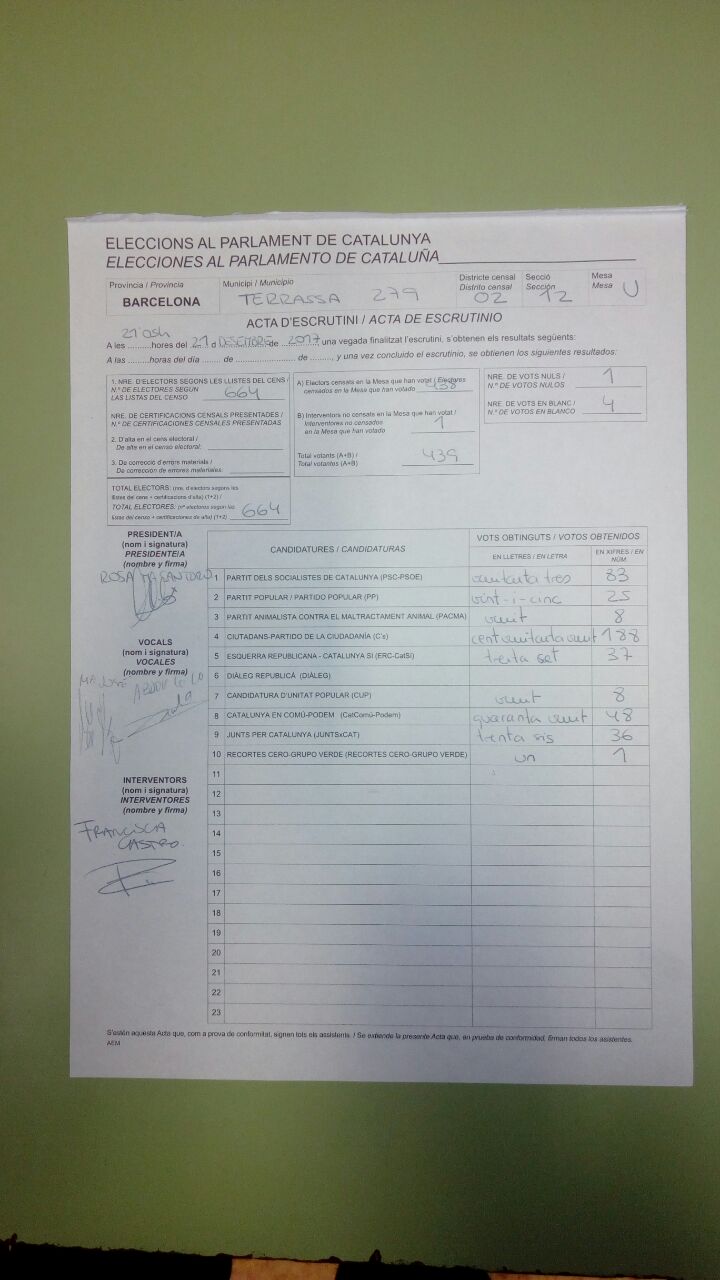 ELECCIONS AL PARLAMENT DE CATALUNYA
ELECCIONES AL PARLAMENTO DE CATALUÑA
Provincia / Provincia
BARCELONA
Municipi / Municipio
TERRASSA 279
Districte censal
Distrito censal
02
Secció
Sección
12
Mesa
Mesa
U
ACTA D'ESCRUTINI / ACTA DE ESCRUTINIO
A les 21'05h hores del 21 d DESEMBRE de 2017 una vegada finalitzat l'escrutini, s'obtenen els resultats següents:
A las .........horas del día ....... de ....................... de ........, y una vez concluido el escrutinio, se obtienen los siguientes resultados:
1. NRE. D'ELECTORS SEGONS LES LLISTES DEL CENS /
N.º DE ELECTORES SEGÚN
LAS LISTAS DEL CENSO
664
NRE. DE CERTIFICACIONS CENSALS PRESENTADES /
N.º DE CERTIFICACIONES CENSALES PRESENTADAS
2. D'alta en el cens electoral /
De alta en el censo electoral:
3. De correcció d'errors materials /
De corrección de errores materiales:
TOTAL ELECTORS: (nre. d'electors segons les
llistes del cens + certificacions d'alta) (1+2) /
TOTAL ELECTORES: (nº electores según las
listas del censo + certificaciones de alta) (1+2)
664
A) Electors censats en la Mesa que han votat / Electores
censados en la Mesa que han votado
438
B) Interventors no censats en la Mesa que han votat /
Interventores no censados
en la Mesa que han votado
1
Total votants (A+B) /
Total votantes (A+B)
439
NRE. DE VOTS NULS /
N.º DE VOTOS NULOS
1
NRE. DE VOTS EN BLANC /
N.º DE VOTOS EN BLANCO
4
PRESIDENT/A
(nom i signatura)
PRESIDENTE/A
(nombre y firma)
ROSA Mª
VOCALS
(nom i signatura)
VOCALES
(nombre y firma)
INTERVENTORS
(nom i signatura)
INTERVENTORES
(nombre y firma)
FRANCISCA
CASTRO
CANDIDATURES / CANDIDATURAS
VOTS OBTINGUTS / VOTOS OBTENIDOS
EN LLETRES / EN LETRA
EN XIFRES / EN NÚM.
1 PARTIT DELS SOCIALISTES DE CATALUNYA (PSC-PSOE) vuitanta tres 83
2 PARTIT POPULAR / PARTIDO POPULAR (PP) vint-i-cinc 25
3 PARTIT ANIMALISTA CONTRA EL MALTRACTAMENT ANIMAL (PACMA) vuit 8
4 CIUTADANS-PARTIDO DE LA CIUDADANÍA (C's) cent vuitanta vuit 188
5 ESQUERRA REPUBLICANA - CATALUNYA SI (ERC-CatSí) trenta set 37
6 DIÀLEG REPUBLICÀ (DIÀLEG)
7 CANDIDATURA D'UNITAT POPULAR (CUP) vuit 8
8 CATALUNYA EN COMÚ-PODEM (CatComú-Podem) quaranta vuit 48
9 JUNTS PER CATALUNYA (JUNTSxCAT) trenta sis 36
10 RECORTES CERO-GRUPO VERDE (RECORTES CERO-GRUPO VERDE) un 1
11
12
13
14
15
16
17
18
19
20
21
22
23
S'estén aquesta Acta que, com a prova de conformitat, signen tots els assistents. / Se extiende la presente Acta que, en prueba de conformidad, firman todos los asistentes.
AEM